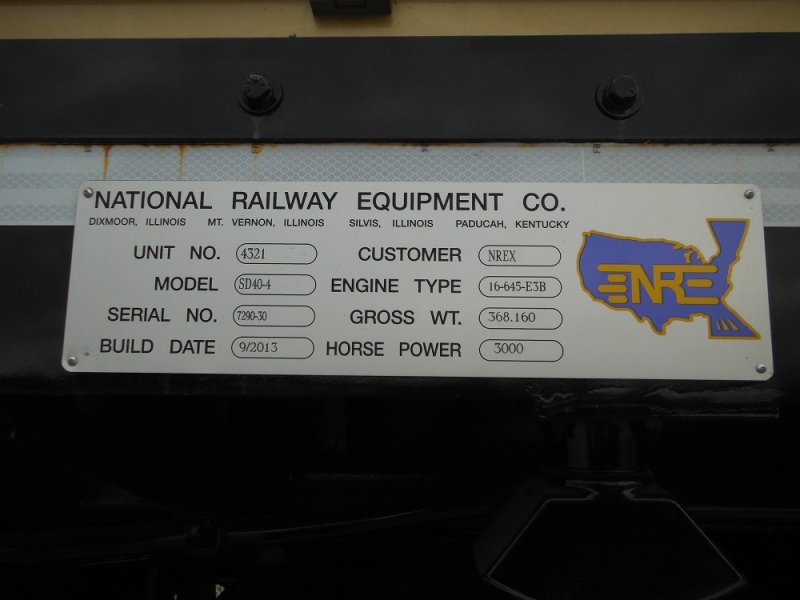 NATIONAL RAILWAY EQUIPMENT CO.
DIXMOOR, ILLINOIS MT. VERNON, ILLINOIS SILVIS, ILLINOIS PADUCAH, KENTUCKY
UNIT NO. 4321 CUSTOMER NREX
MODEL SD40-4 ENGINE TYPE 16-645-E3B
SERIAL NO. 7290-30 GROSS WT. 368.160
BUILD DATE 9/2013 HORSE POWER 3000
NRE